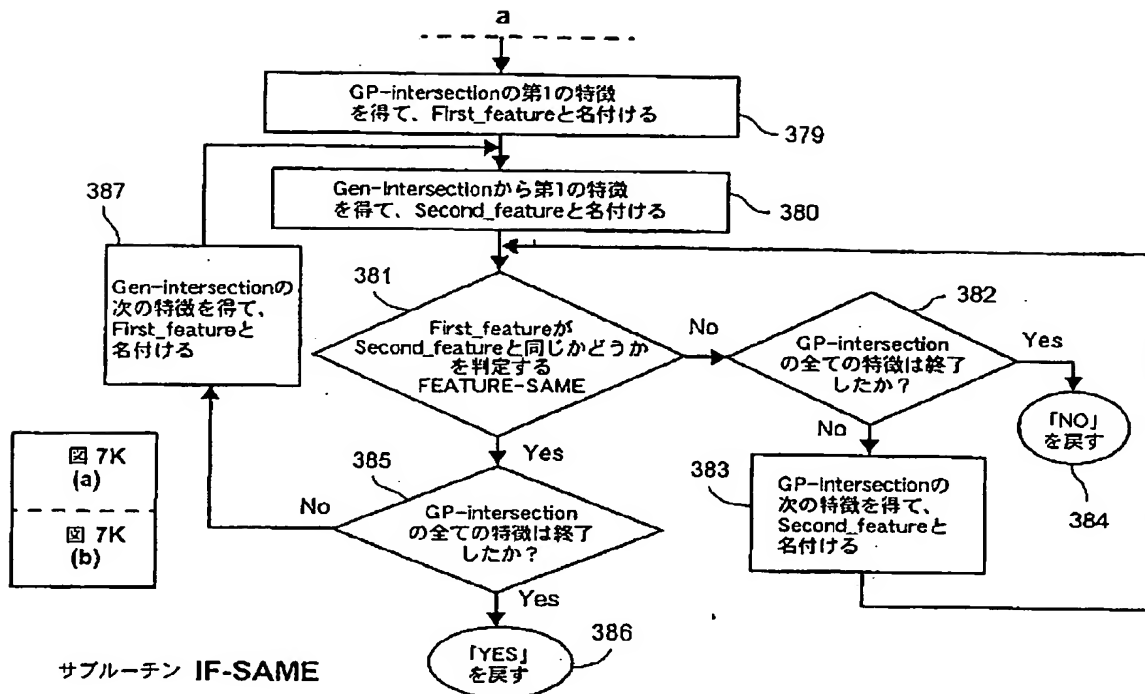 a
GP-intersectionの第1の特徴
を得て、First_featureと名付ける
379
387
Gen-Intersectionから第1の特徴
を得て、Second_featureと名付ける
380
Gen-intersectionの
次の特徴を得て、
First_featureと
名付ける
381
First_featureが
Second_featureと同じかどうか
を判定する
FEATURE-SAME
No
382
GP-intersection
の全ての特徴は終了
したか?
Yes
「NO」
を戻す
384
No
383
GP-intersectionの
次の特徴を得て、
Second_featureと
名付ける
Yes
385
GP-intersection
の全ての特徴は終了
したか?
No
Yes
「YES」
を戻す
386
図 7K
(a)
図 7K
(b)
サブルーチン IF-SAME